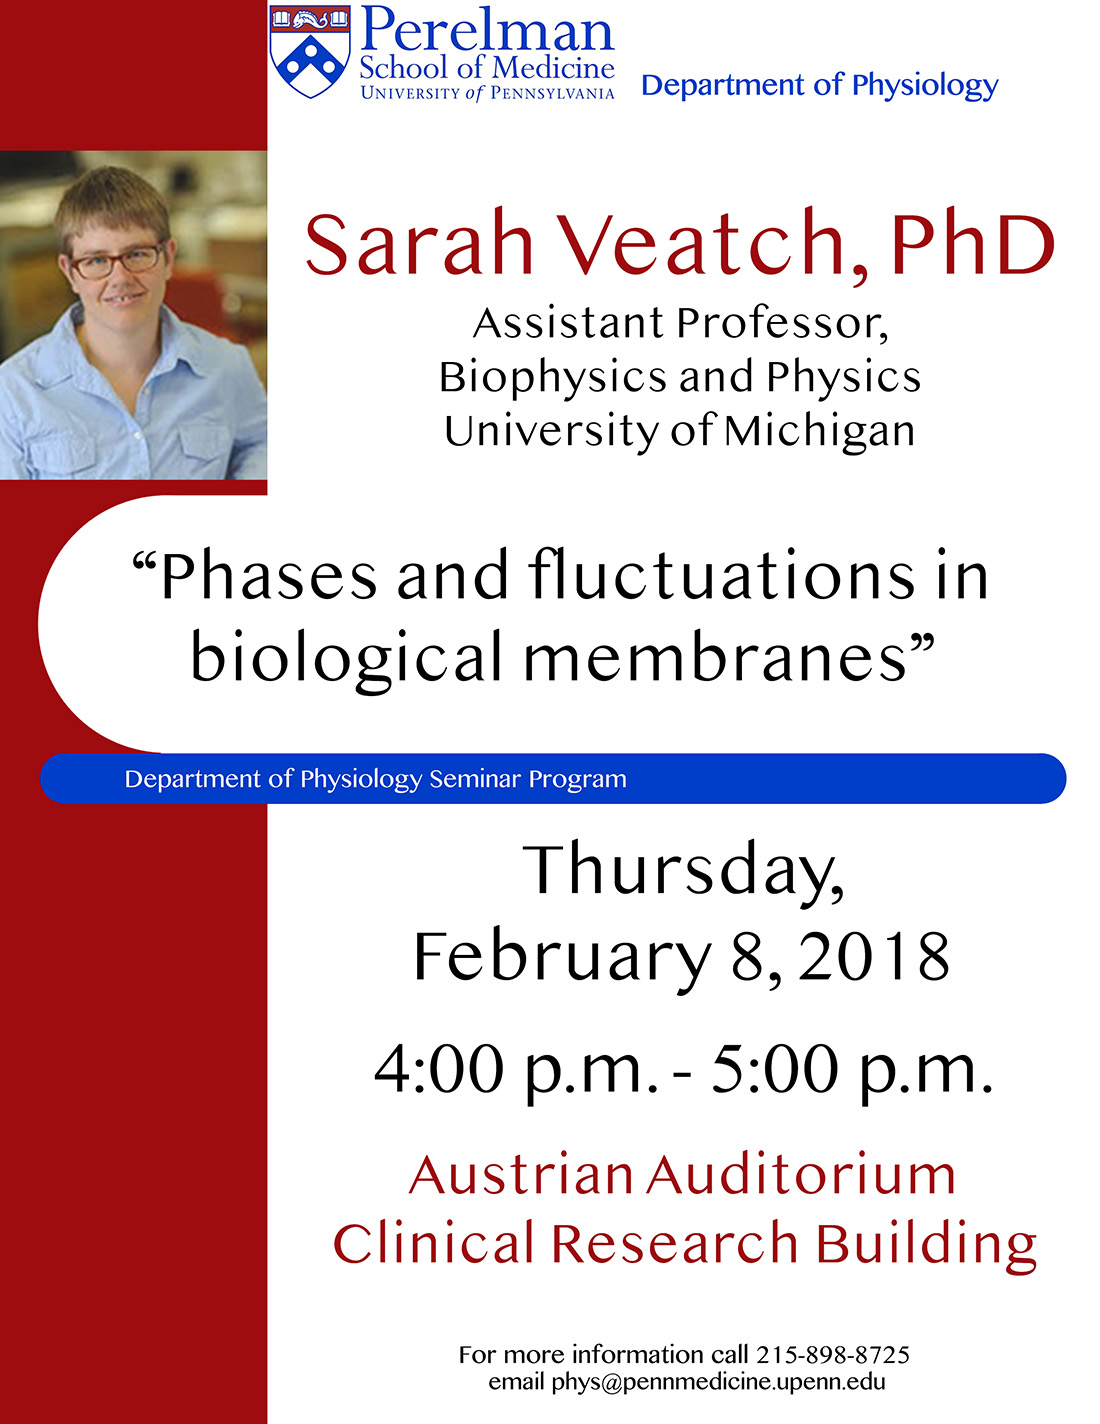 Perelman
School of Medicine
UNIVERSITY of PENNSYLVANIA
Department of Physiology
Sarah Veatch, PhD
Assistant Professor,
Biophysics and Physics
University of Michigan
“Phases and fluctuations in
biological membranes”
Department of Physiology Seminar Program
Thursday,
February 8, 2018
4:00 p.m. - 5:00 p.m.
Austrian Auditorium
Clinical Research Building
For more information call 215-898-8725
email phys@pennmedicine.upenn.edu